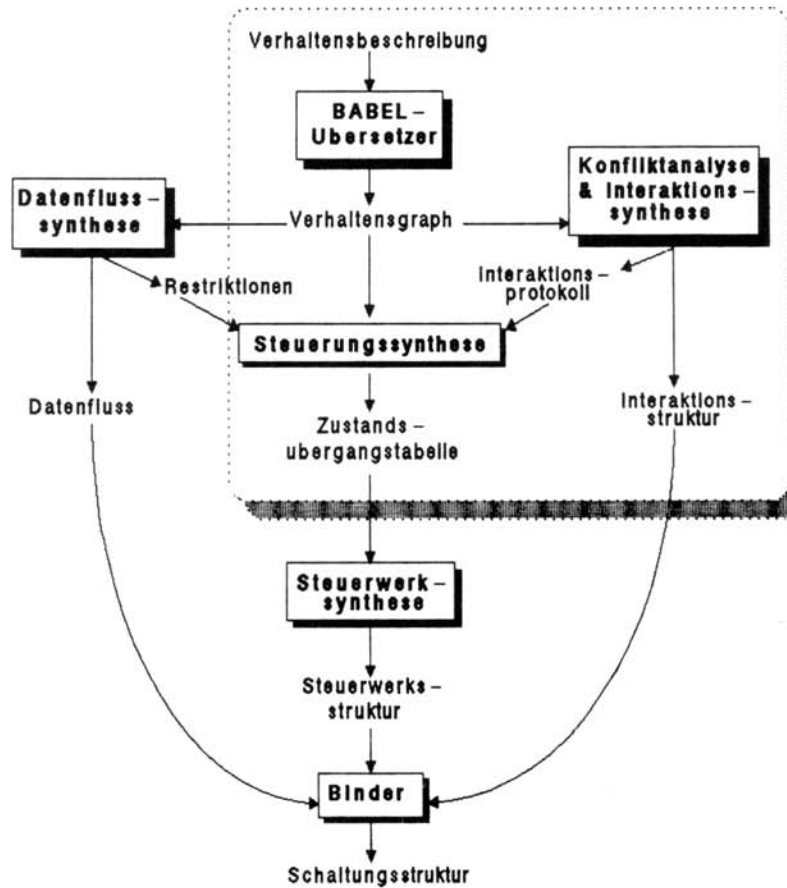 Verhaltensbeschreibung
BABEL–
Ubersetzer
Konfliktanalyse
& Interaktions–
synthese
Datenfluss–
synthese
Verhaltensgraph
Restriktionen
Interaktions–
protokoll
Steuerungssynthese
Datenfluss
Zustands–
ubergangstabelle
Interaktions–
struktur
Steuerwerk–
synthese
Steuerwerks–
struktur
Binder
Schaltungsstruktur